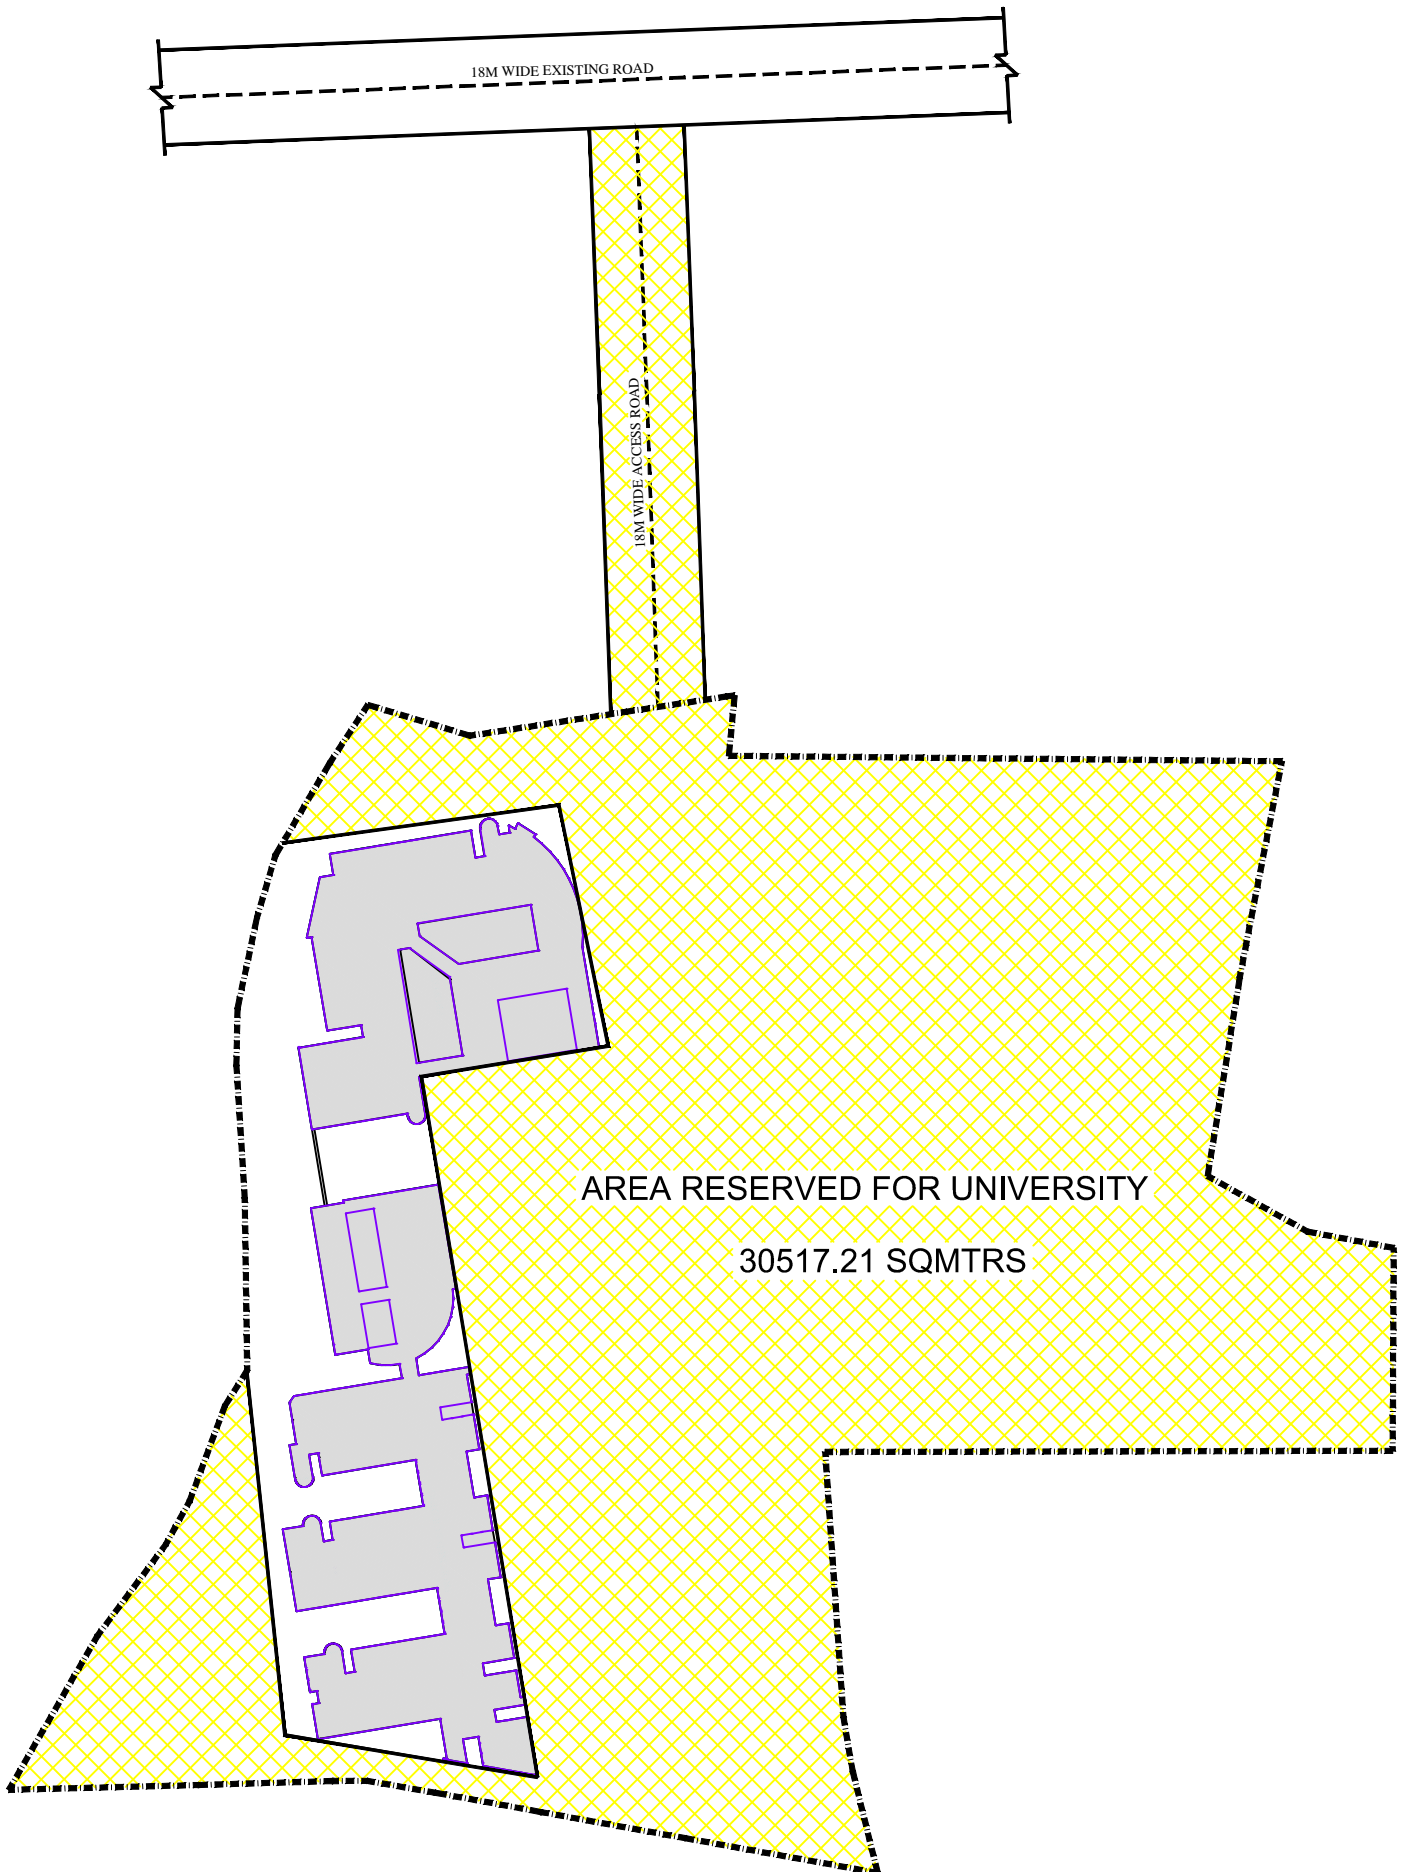 18M WIDE EXISTING ROAD
18M WIDE ACCESS ROAD
AREA RESERVED FOR UNIVERSITY
30517.21 SQMTRS